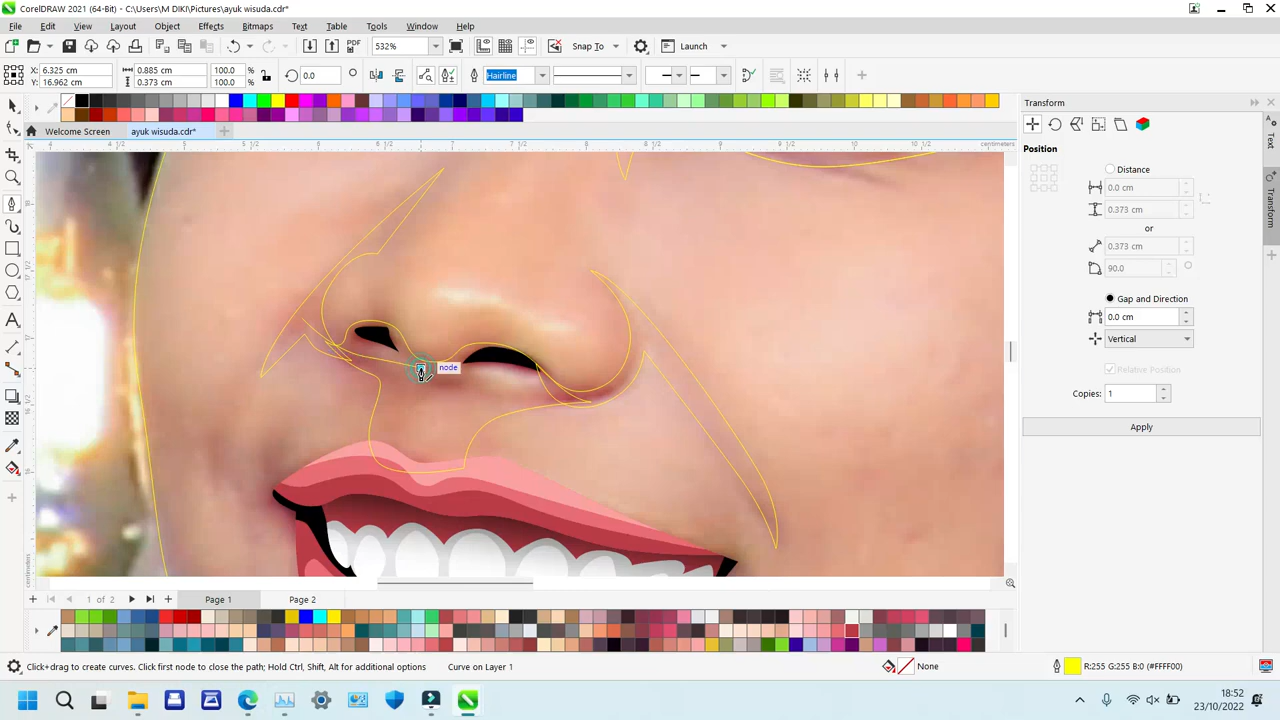 CorelDRAW 2021 (64-Bit) - C:\Users\M DIKI\Pictures\ayuk wisuda.cdr*
File Edit View Layout Object Effects Bitmaps Text Table Tools Window Help
PDF 532% Snap To Launch
X: 6.325 cm 0.885 cm 100.0 % 0.0 Hairline
Y: 16.962 cm 0.373 cm 100.0 %
Welcome Screen ayuk wisuda.cdr*
centimeters
node
centimeters
Transform
Position
Distance
0.0 cm
0.373 cm
or
0.373 cm
90.0
Gap and Direction
0.0 cm
Vertical
Relative Position
Copies: 1
Apply
Text
Transform
1 of 2 Page 1 Page 2
Click+drag to create curves. Click first node to close the path; Hold Ctrl, Shift, Alt for additional options Curve on Layer 1 None R:255 G:255 B:0 (#FFFF00)
18:52
23/10/2022